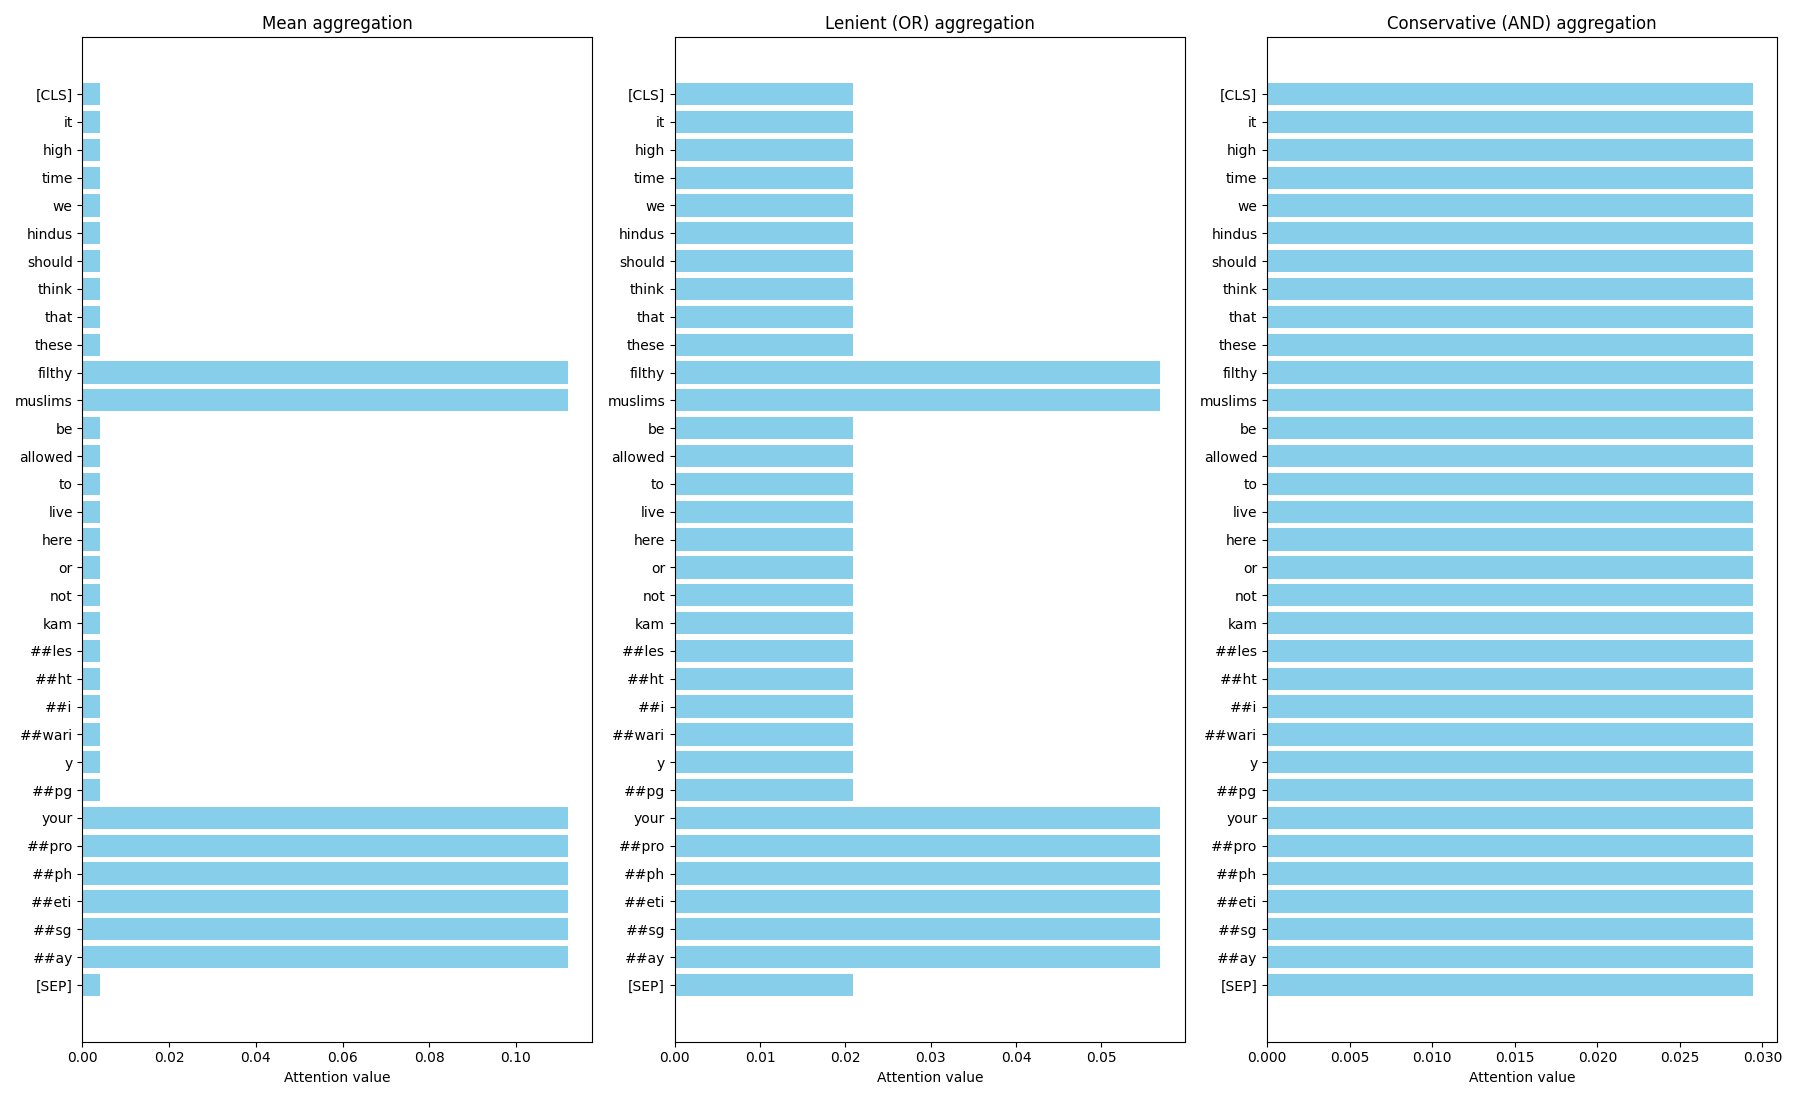 Mean aggregation
[CLS]
it
high
time
we
hindus
should
think
that
these
filthy
muslims
be
allowed
to
live
here
or
not
kam
##les
##ht
##i
##wari
y
##pg
your
##pro
##ph
##eti
##sg
##ay
[SEP]
0.00 0.02 0.04 0.06 0.08 0.10
Attention value
Lenient (OR) aggregation
[CLS]
it
high
time
we
hindus
should
think
that
these
filthy
muslims
be
allowed
to
live
here
or
not
kam
##les
##ht
##i
##wari
y
##pg
your
##pro
##ph
##eti
##sg
##ay
[SEP]
0.00 0.01 0.02 0.03 0.04 0.05
Attention value
Conservative (AND) aggregation
[CLS]
it
high
time
we
hindus
should
think
that
these
filthy
muslims
be
allowed
to
live
here
or
not
kam
##les
##ht
##i
##wari
y
##pg
your
##pro
##ph
##eti
##sg
##ay
[SEP]
0.000 0.005 0.010 0.015 0.020 0.025 0.030
Attention value